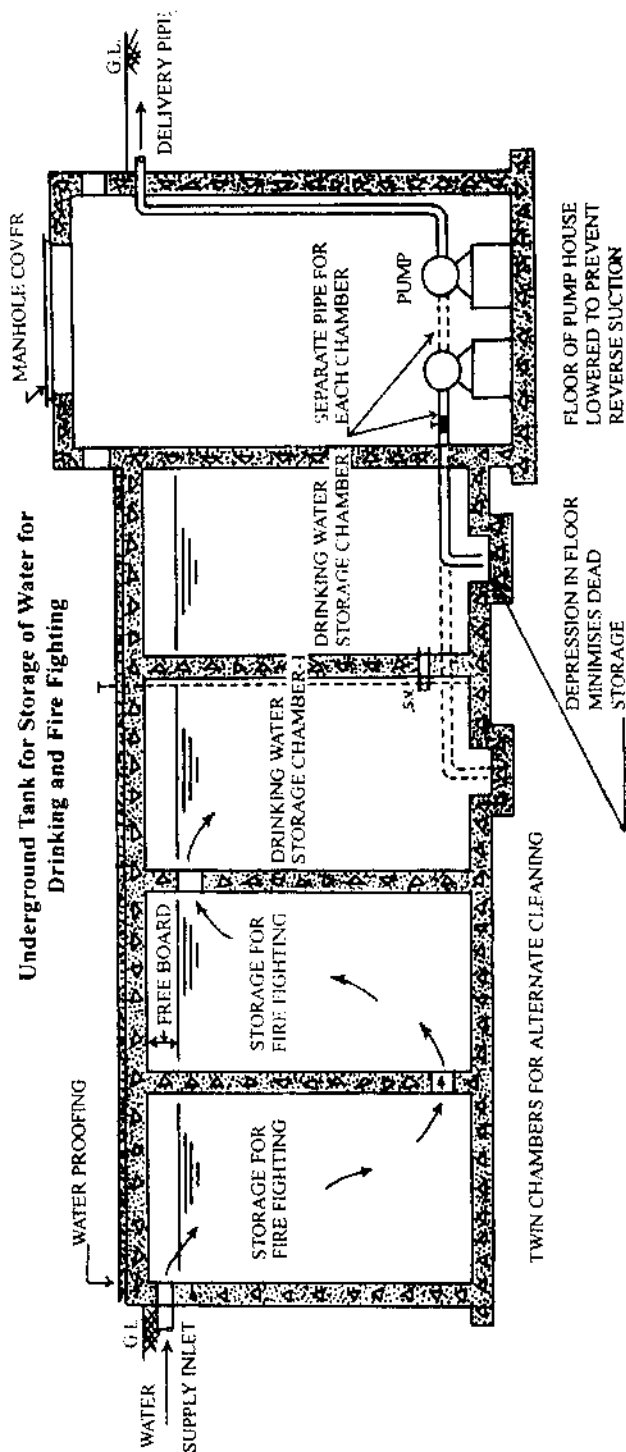 Underground Tank for Storage of Water for
Drinking and Fire Fighting
WATER PROOFING
MANHOLE COVER
G.L.
G.L.
WATER
SUPPLY INLET
DELIVERY PIPE
FREE BOARD
STORAGE FOR
FIRE FIGHTING
STORAGE FOR
FIRE FIGHTING
DRINKING WATER
STORAGE CHAMBER
DRINKING WATER
STORAGE CHAMBER
S.V.
SEPARATE PIPE FOR
EACH CHAMBER
PUMP
TWIN CHAMBERS FOR ALTERNATE CLEANING
DEPRESSION IN FLOOR
MINIMISES DEAD
STORAGE
FLOOR OF PUMP HOUSE
LOWERED TO PREVENT
REVERSE SUCTION